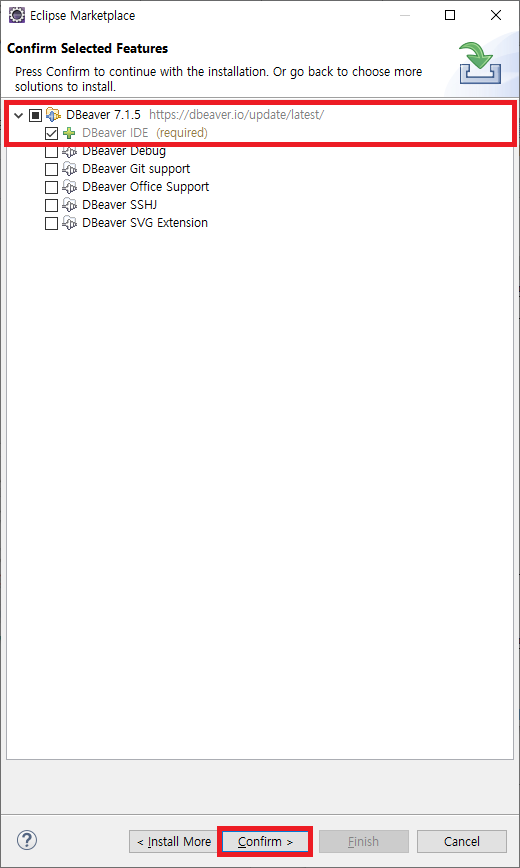 Eclipse Marketplace
Confirm Selected Features
Press Confirm to continue with the installation. Or go back to choose more
solutions to install.
DBeaver 7.1.5 https://dbeaver.io/update/latest/
DBeaver IDE (required)
DBeaver Debug
DBeaver Git support
DBeaver Office Support
DBeaver SSHJ
DBeaver SVG Extension
? < Install More Confirm > Finish Cancel